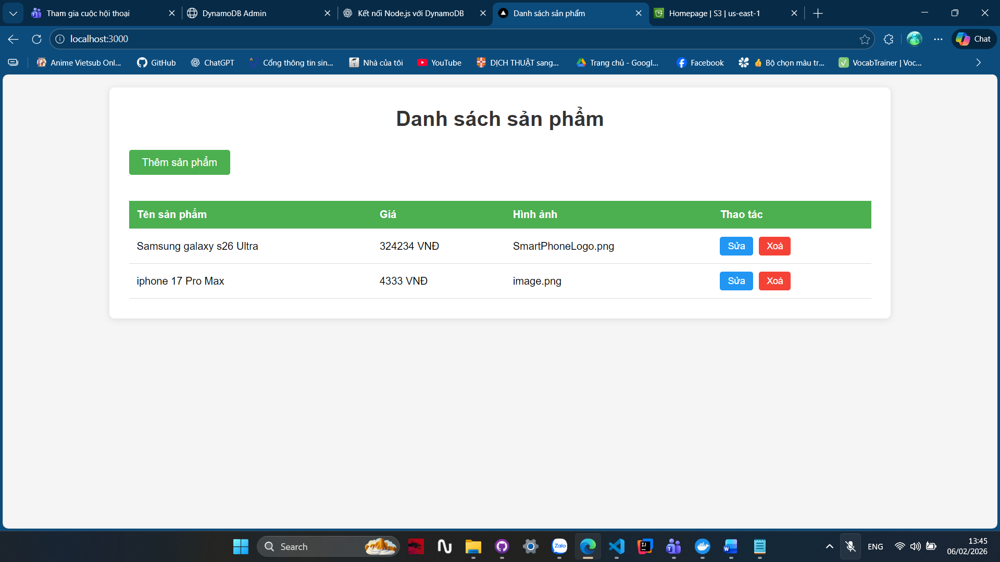 Tham gia cuộc hội thoại
DynamoDB Admin
Kết nối Node.js với DynamoDB
Danh sách sản phẩm
Homepage | S3 | us-east-1
localhost:3000
Chat
Anime Vietsub Onl...
GitHub
ChatGPT
Cổng thông tin sin...
Nhà của tôi
YouTube
DỊCH THUẬT sang...
Trang chủ - Googl...
Facebook
👍 Bộ chọn màu tr...
VocabTrainer | Voc...
Danh sách sản phẩm
Thêm sản phẩm
Tên sản phẩm Giá Hình ảnh Thao tác
Samsung galaxy s26 Ultra 324234 VNĐ SmartPhoneLogo.png Sửa Xoá
iphone 17 Pro Max 4333 VNĐ image.png Sửa Xoá
Search
Zalo
ENG
13:45
06/02/2026